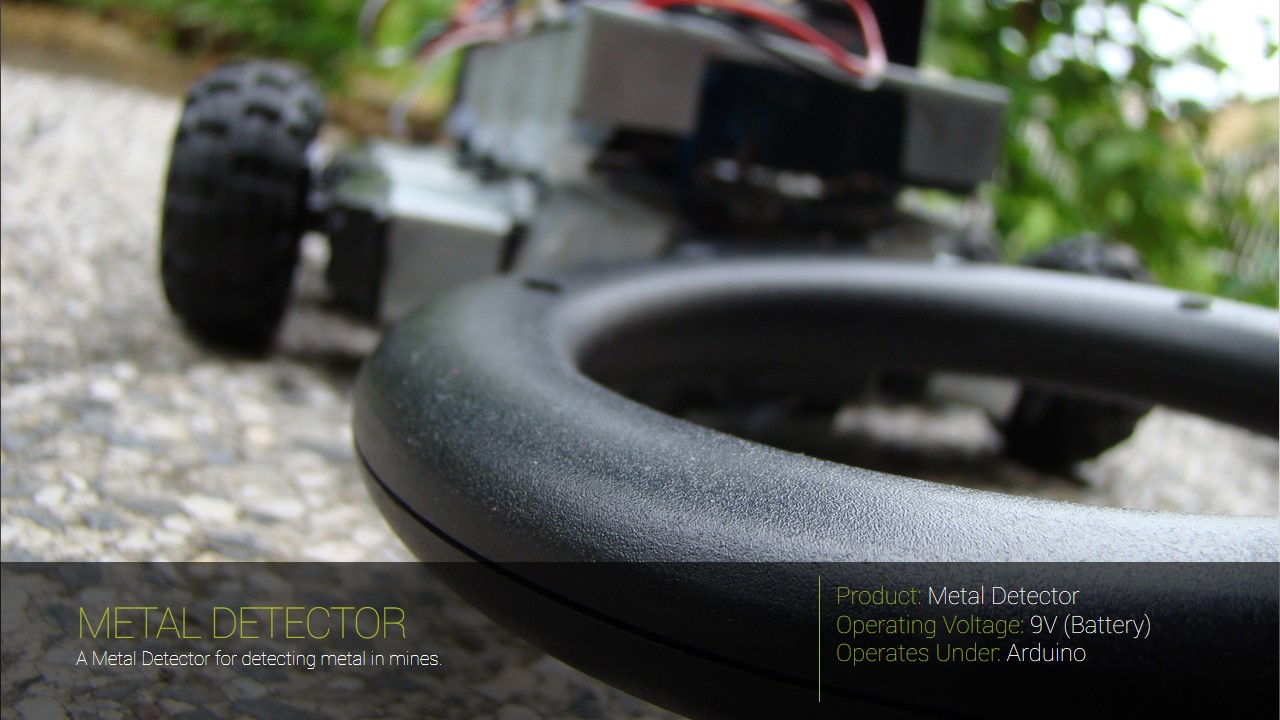 METAL DETECTOR
A Metal Detector for detecting metal in mines.
Product: Metal Detector
Operating Voltage: 9V (Battery)
Operates Under: Arduino